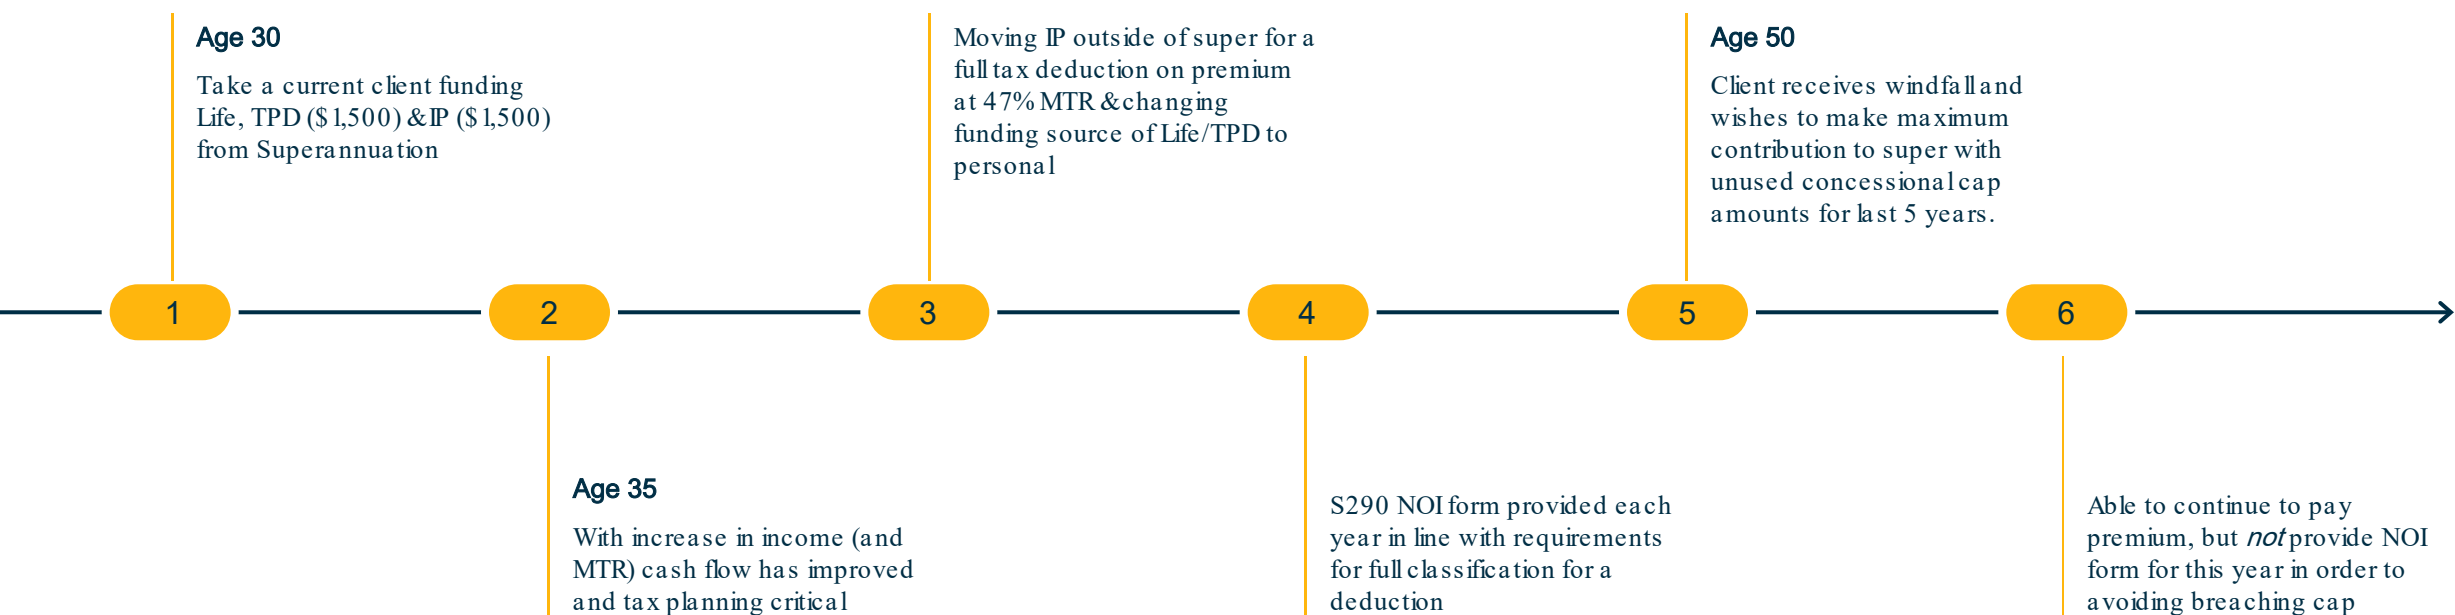 Age 30
Take a current client funding
Life, TPD ($1,500) & IP ($1,500)
from Superannuation
Moving IP outside of super for a
full tax deduction on premium
at 47% MTR & changing
funding source of Life/TPD to
personal
Age 50
Client receives windfall and
wishes to make maximum
contribution to super with
unused concessional cap
amounts for last 5 years.
1
2
3
4
5
6
Age 35
With increase in income (and
MTR) cash flow has improved
and tax planning critical
S290 NOI form provided each
year in line with requirements
for full classification for a
deduction
Able to continue to pay
premium, but not provide NOI
form for this year in order to
avoiding breaching cap